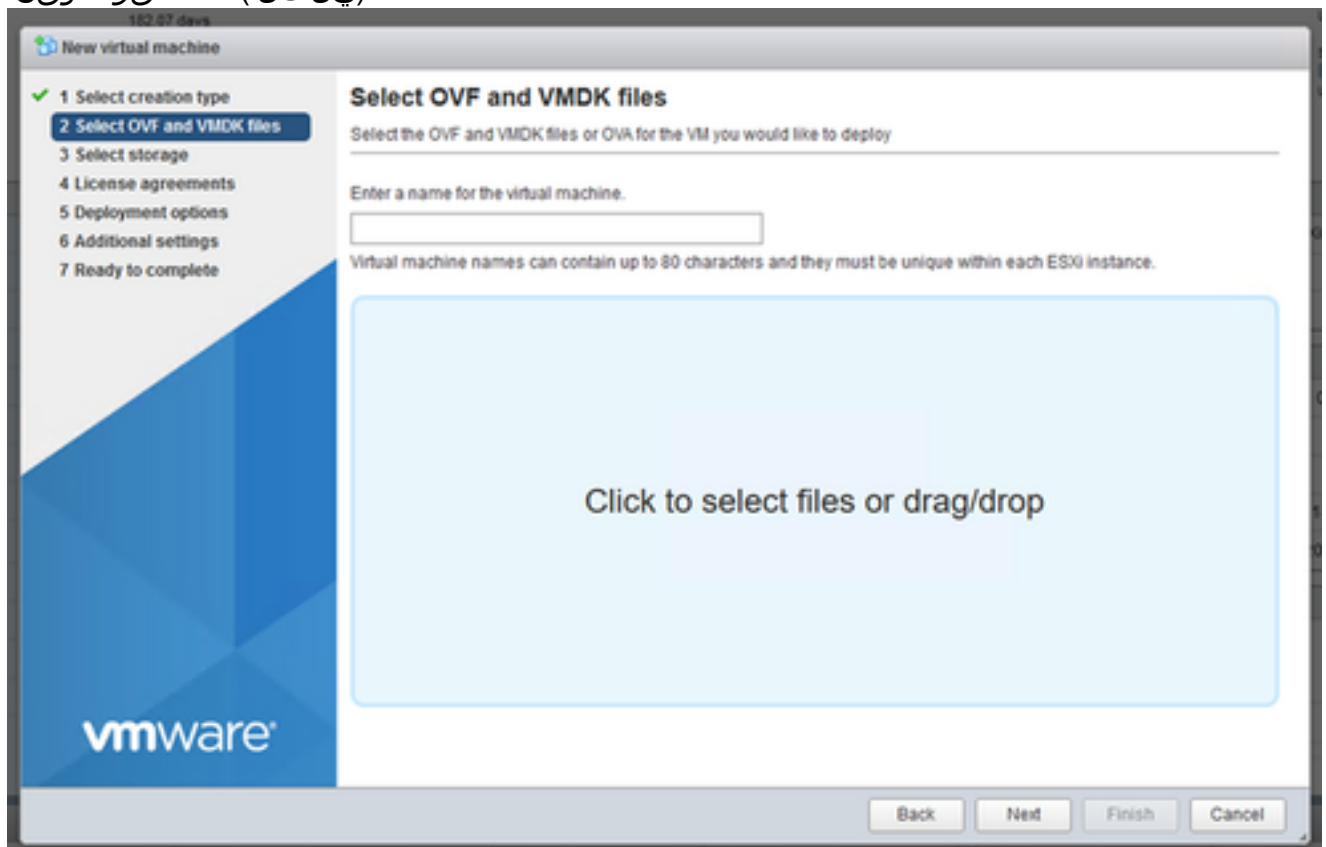 182.07 days
New virtual machine
1 Select creation type
2 Select OVF and VMDK files
3 Select storage
4 License agreements
5 Deployment options
6 Additional settings
7 Ready to complete
vmware
Select OVF and VMDK files
Select the OVF and VMDK files or OVA for the VM you would like to deploy
Enter a name for the virtual machine.
Virtual machine names can contain up to 80 characters and they must be unique within each ESXi instance.
Click to select files or drag/drop
Back Next Finish Cancel